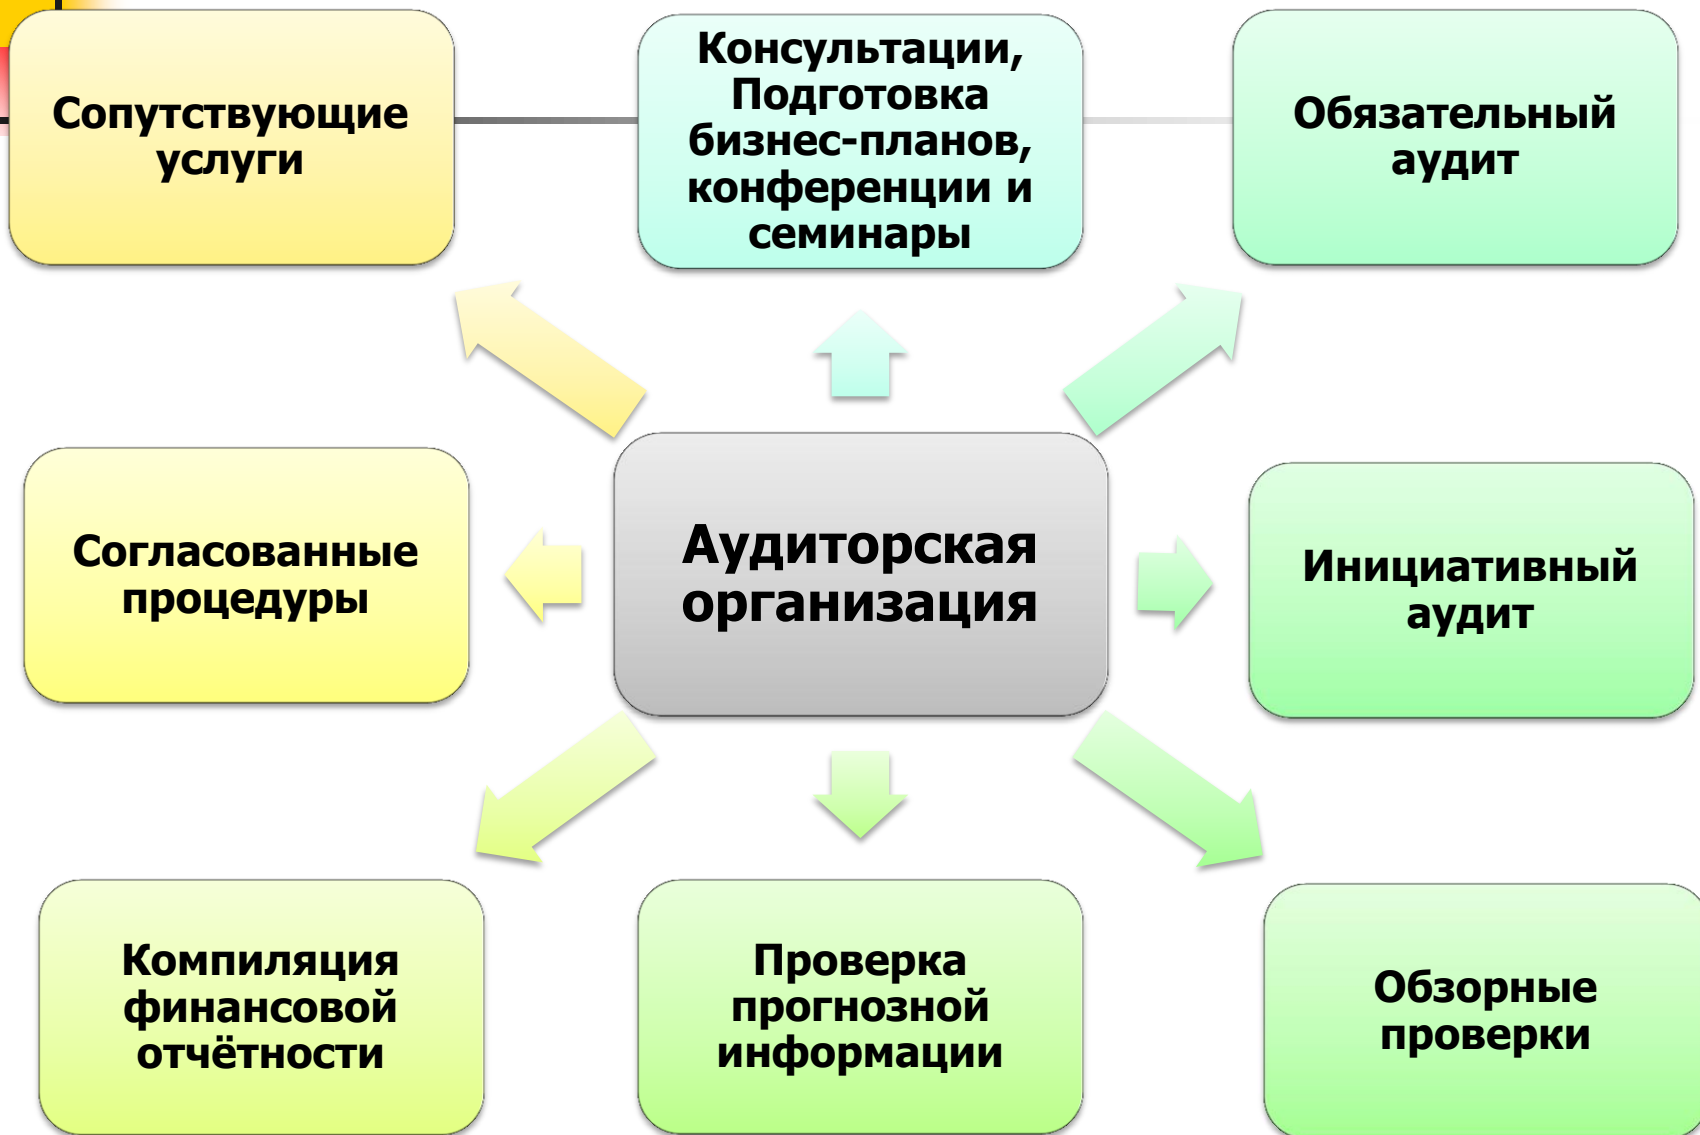 Сопутствующие
услуги
Консультации,
Подготовка
бизнес-планов,
конференции и
семинары
Обязательный
аудит
Согласованные
процедуры
Аудиторская
организация
Инициативный
аудит
Компиляция
финансовой
отчётности
Проверка
прогнозной
информации
Обзорные
проверки